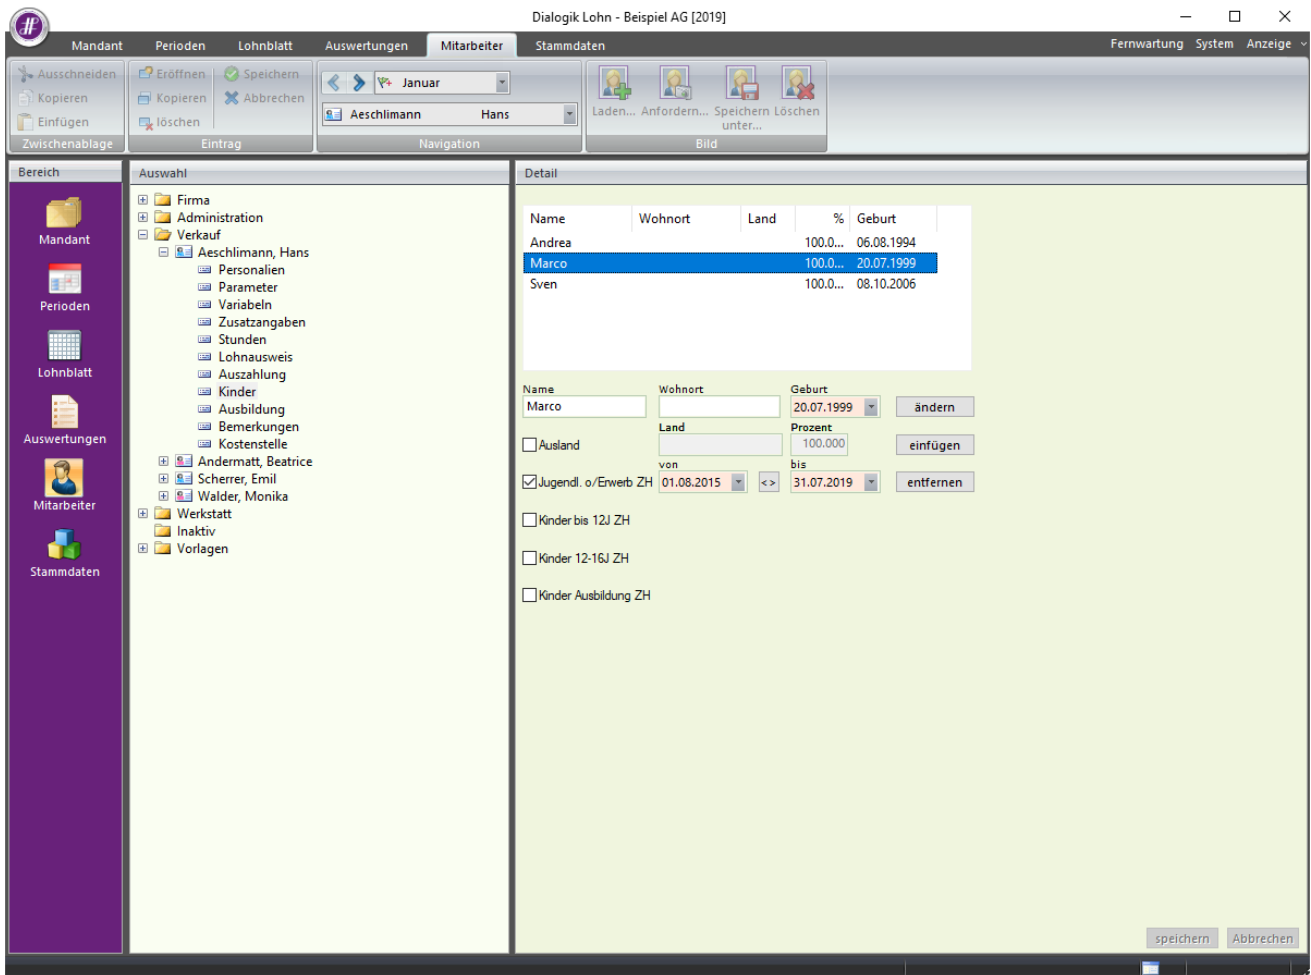 Dialogik Lohn - Beispiel AG [2019]
Mandant Perioden Lohnblatt Auswertungen Mitarbeiter Stammdaten Fernwartung System Anzeige
Ausschneiden Eröffnen Speichern
Januar
Kopieren Kopieren Abbrechen
Laden... Anfordern... Speichern unter... Löschen
Einfügen löschen Aeschlimann Hans
Zwischenablage Eintrag Navigation Bild
Bereich
Mandant
Perioden
Lohnblatt
Auswertungen
Mitarbeiter
Stammdaten
Auswahl
Firma
Administration
Verkauf
Aeschlimann, Hans
Personalien
Parameter
Variabeln
Zusatzangaben
Stunden
Lohnausweis
Auszahlung
Kinder
Ausbildung
Bemerkungen
Kostenstelle
Andermatt, Beatrice
Scherrer, Emil
Walder, Monika
Werkstatt
Inaktiv
Vorlagen
Detail
Name Wohnort Land % Geburt
Andrea 100.0... 06.08.1994
Marco 100.0... 20.07.1999
Sven 100.0... 08.10.2006
Name Wohnort Geburt
Marco 20.07.1999 ändern
Land Prozent
Ausland 100.000 einfügen
von bis
Jugendl. o/Erwerb ZH 01.08.2015 <> 31.07.2019 entfernen
Kinder bis 12J ZH
Kinder 12-16J ZH
Kinder Ausbildung ZH
speichern Abbrechen